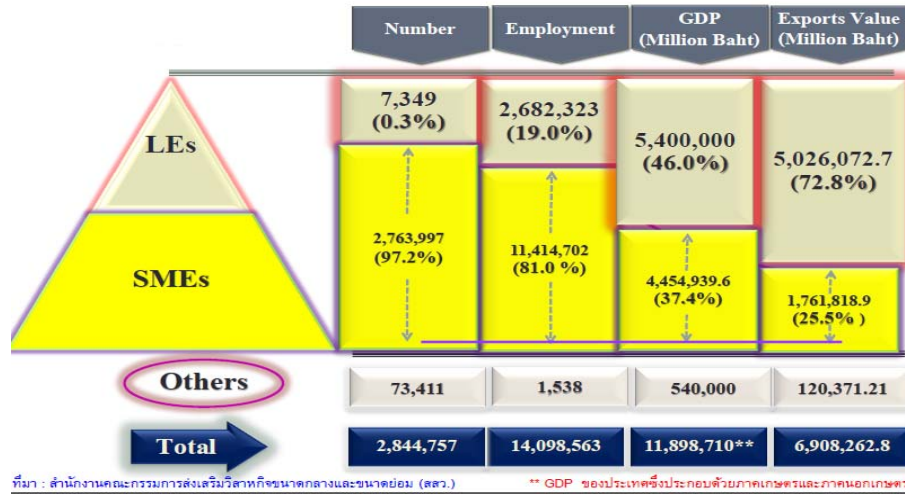 Number
Employment
GDP
(Million Baht)
Exports Value
(Million Baht)
LEs
7,349
(0.3%)
2,682,323
(19.0%)
5,400,000
(46.0%)
5,026,072.7
(72.8%)
SMEs
2,763,997
(97.2%)
11,414,702
(81.0 %)
4,454,939.6
(37.4%)
1,761,818.9
(25.5% )
Others
73,411
1,538
540,000
120,371.21
Total
2,844,757
14,098,563
11,898,710**
6,908,262.8
ที่มา : สำนักงานคณะกรรมการส่งเสริมวิสาหกิจขนาดกลางและขนาดย่อม (สสว.)
** GDP ของประเทศซึ่งประกอบด้วยภาคเกษตรและภาคนอกเกษตร